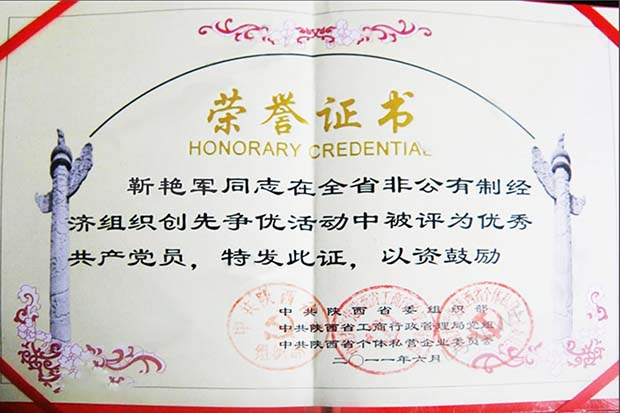 荣誉证书
HONORARY CREDENTIAL
靳艳军同志在全省非公有制经
济组织创先争优活动中被评为优秀
共产党员，特发此证，以资鼓励
中共陕西省委组织部
中共陕西省工商行政管理局党组
中共陕西省个体私营企业委员会
二〇一一年六月